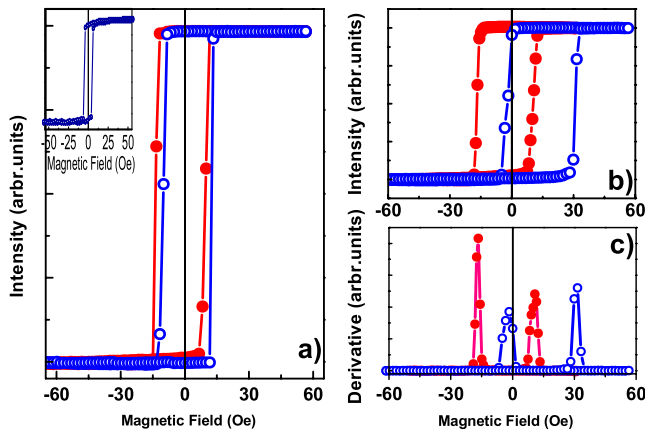 -50 -25 0 25 50
Magnetic Field (Oe)
Intensity (arbr.units)
a)
-60 -30 0 30 60
Magnetic Field (Oe)
Intensity (arbr.units)
b)
-60 -30 0 30 60
Derivative (arbr.units)
c)
-60 -30 0 30 60
Magnetic Field (Oe)